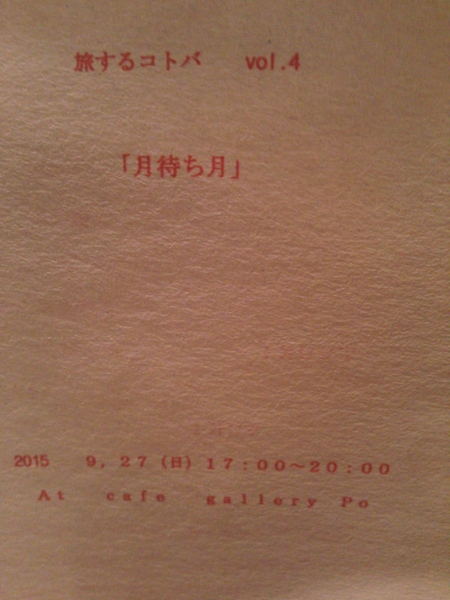 旅するコトバ　vol.4
「月待ち月」
2015　９，２７（日）１７：００～２０：００
Ａｔ　ｃａｆｅ　ｇａｌｌｅｒｙ　Ｐｏ